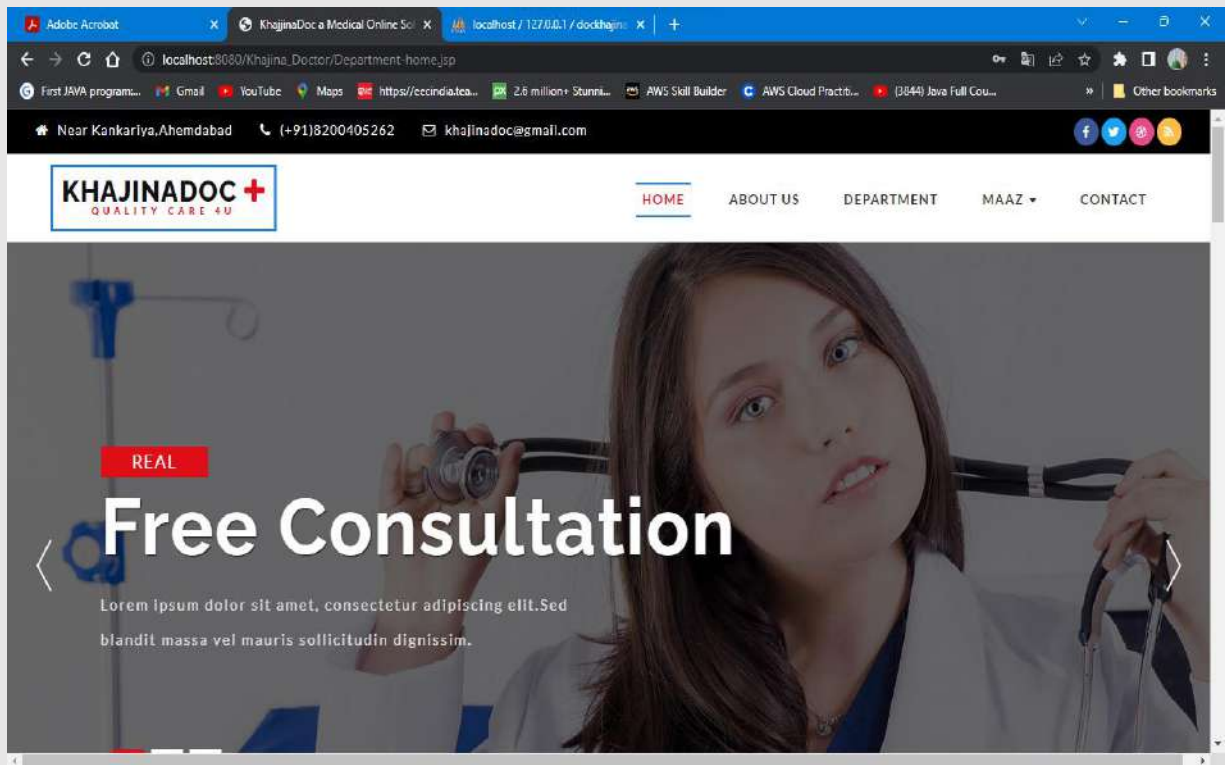 Adobe Acrobat
KhajjinaDoc a Medical Online Sol
localhost / 127.0.0.1 / dockhajina
localhost:8080/Khajina_Doctor/Department-home.jsp
First JAVA program:...
Gmail
YouTube
Maps
https//eecindia.tea...
2.6 million+ Stunni...
AWS Skill Builder
AWS Cloud Practiti...
(3844) Java Full Cou...
»
Other bookmarks
Near Kankariya,Ahemdabad
(+91)8200405262
khajinadoc@gmail.com
KHAJINADOC +
QUALITY CARE 4U
HOME
ABOUT US
DEPARTMENT
MAAZ
CONTACT
REAL
Free Consultation
Lorem ipsum dolor sit amet, consectetur adipiscing elit.Sed
blandit massa vel mauris sollicitudin dignissim.